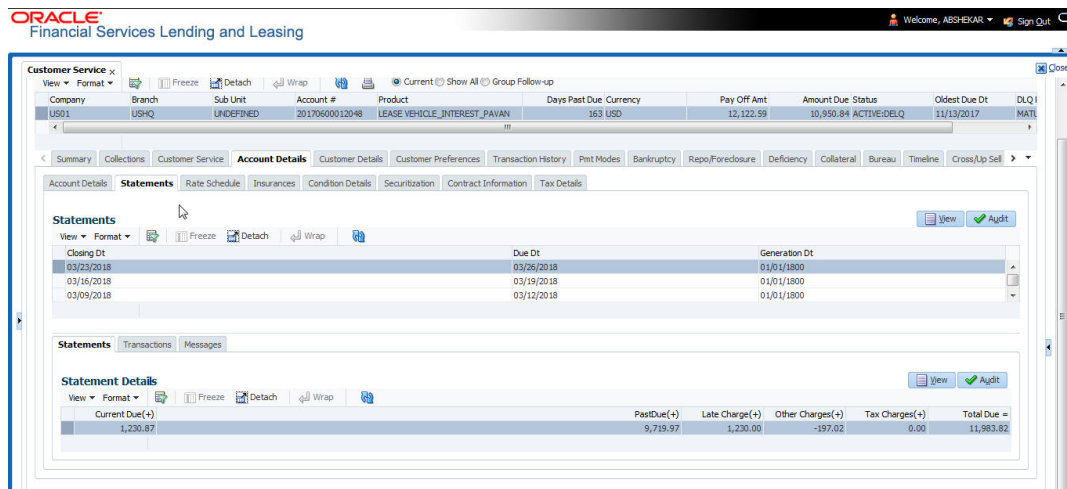 ORACLE
Financial Services Lending and Leasing
Welcome, ABSHEKAR Sign Out
Customer Service
Close
View Format Freeze Detach Wrap Current Show All Group Follow-up
Company Branch Sub Unit Account # Product Days Past Due Currency Pay Off Amt Amount Due Status Oldest Due Dt
US01 USHQ UNDEFINED 20170600012048 LEASE VEHICLE_INTEREST_PAVAN 163 USD 12,122.59 10,950.84 ACTIVE:DELQ 11/13/2017
Summary Collections Customer Service Account Details Customer Details Customer Preferences Transaction History Pmt Modes Bankruptcy Repo/Foreclosure Deficiency Collateral Bureau Timeline Cross/Up Sell
Account Details Statements Rate Schedule Insurances Condition Details Securitization Contract Information Tax Details
Statements View Audit
View Format Freeze Detach Wrap
Closing Dt Due Dt Generation Dt
03/23/2018 03/26/2018 01/01/1800
03/16/2018 03/19/2018 01/01/1800
03/09/2018 03/12/2018 01/01/1800
Statements Transactions Messages
Statement Details View Audit
View Format Freeze Detach Wrap
Current Due(+) PastDue(+) Late Charge(+) Other Charges(+) Tax Charges(+) Total Due =
1,230.87 9,719.97 1,230.00 -197.02 0.00 11,983.82